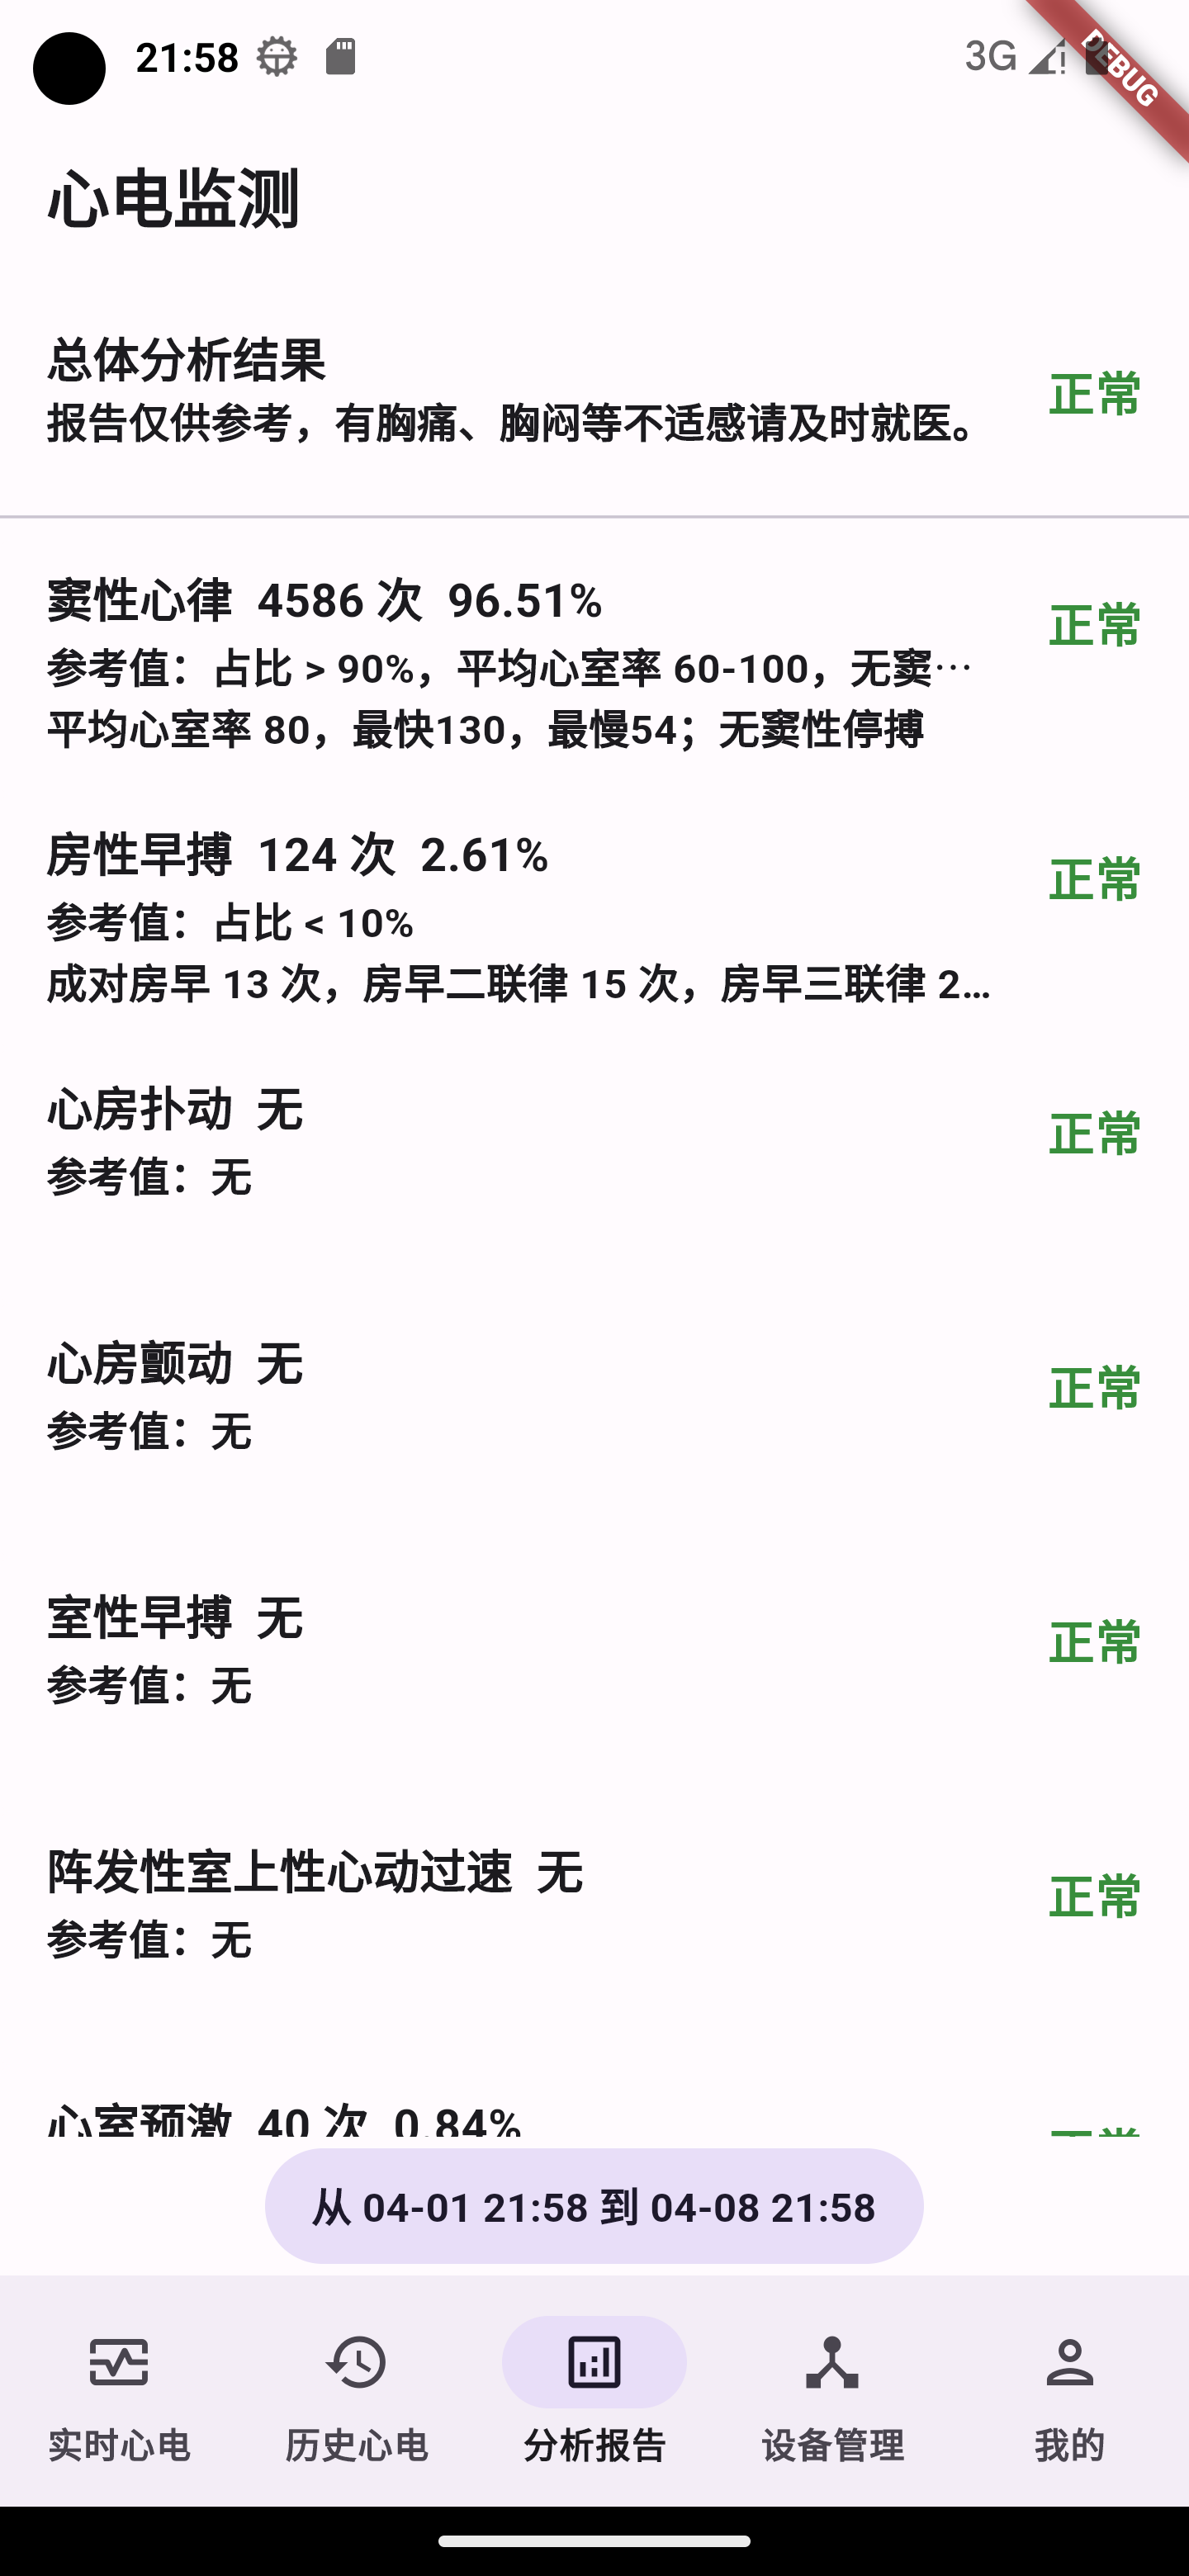 21:58
3G
DEBUG
心电监测
总体分析结果
报告仅供参考，有胸痛、胸闷等不适感请及时就医。
正常
窦性心律 4586 次 96.51%
参考值：占比 > 90%，平均心室率 60-100，无窦…
平均心室率 80，最快130，最慢54；无窦性停搏
正常
房性早搏 124 次 2.61%
参考值：占比 < 10%
成对房早 13 次，房早二联律 15 次，房早三联律 2…
正常
心房扑动 无
参考值：无
正常
心房颤动 无
参考值：无
正常
室性早搏 无
参考值：无
正常
阵发性室上性心动过速 无
参考值：无
正常
心室预激 40 次 0.84%
正常
从 04-01 21:58 到 04-08 21:58
实时心电
历史心电
分析报告
设备管理
我的